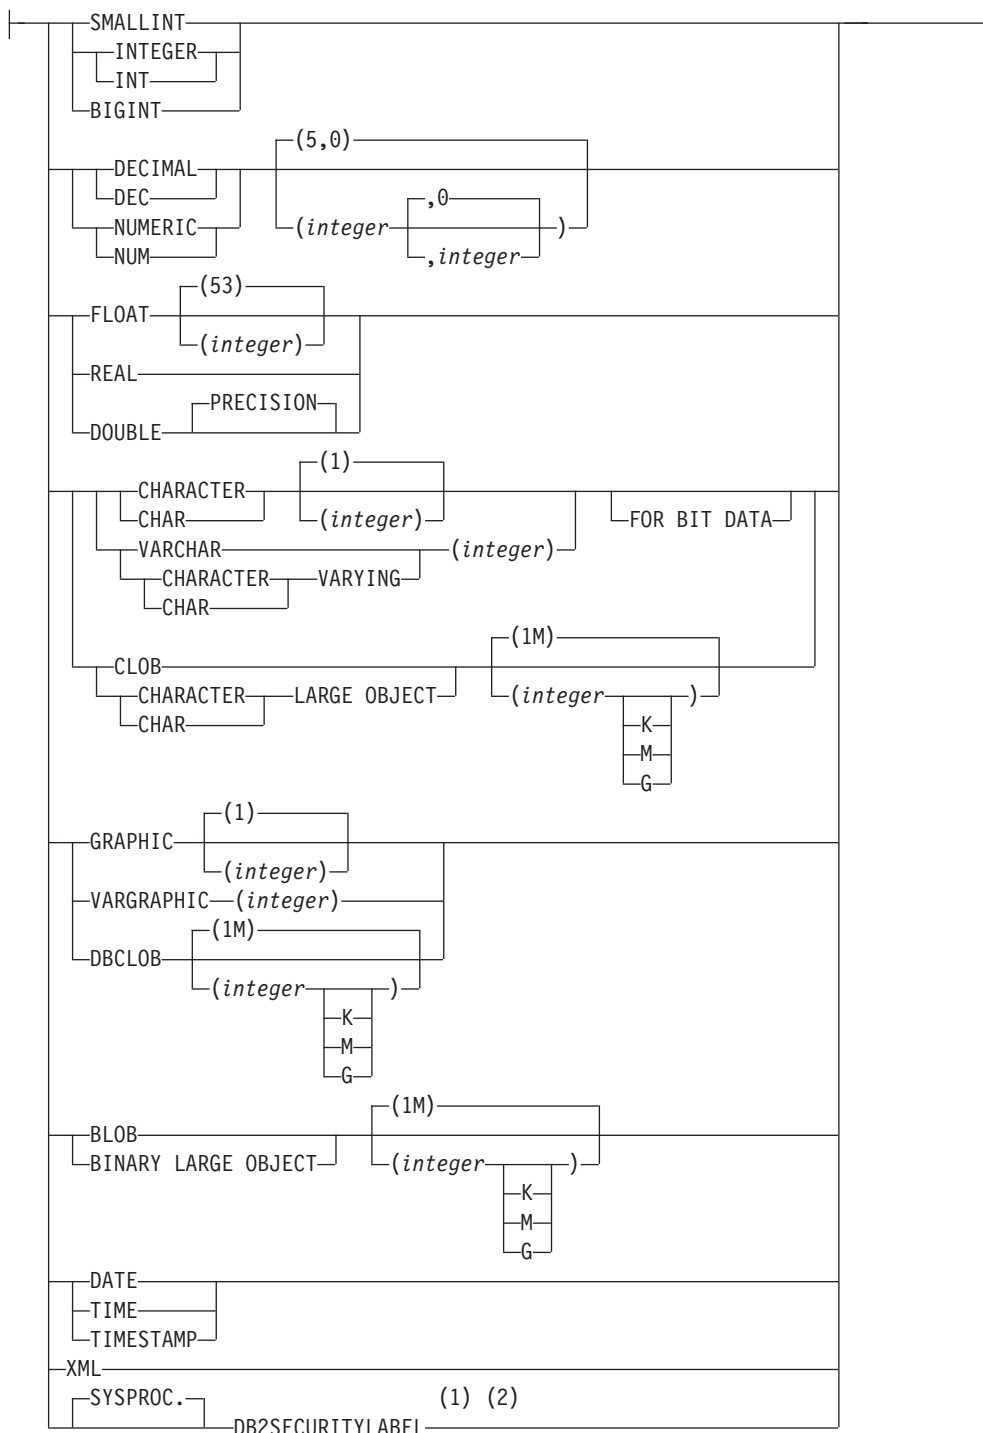 SMALLINT
INTEGER
INT
BIGINT
(5,0)
DECIMAL
DEC
,0
NUMERIC
(integer )
NUM
,integer
(53)
FLOAT
(integer)
REAL
PRECISION
DOUBLE
(1)
CHARACTER
CHAR
(integer)
FOR BIT DATA
VARCHAR
(integer)
CHARACTER VARYING
CHAR
(1M)
CLOB
CHARACTER LARGE OBJECT
(integer )
CHAR
K
M
G
(1)
GRAPHIC
(integer)
VARGRAPHIC (integer)
(1M)
DBCLOB
(integer )
K
M
G
(1M)
BLOB
BINARY LARGE OBJECT
(integer )
K
M
G
DATE
TIME
TIMESTAMP
XML
SYSPROC.
(1) (2)
DB2SECURITYLABEL